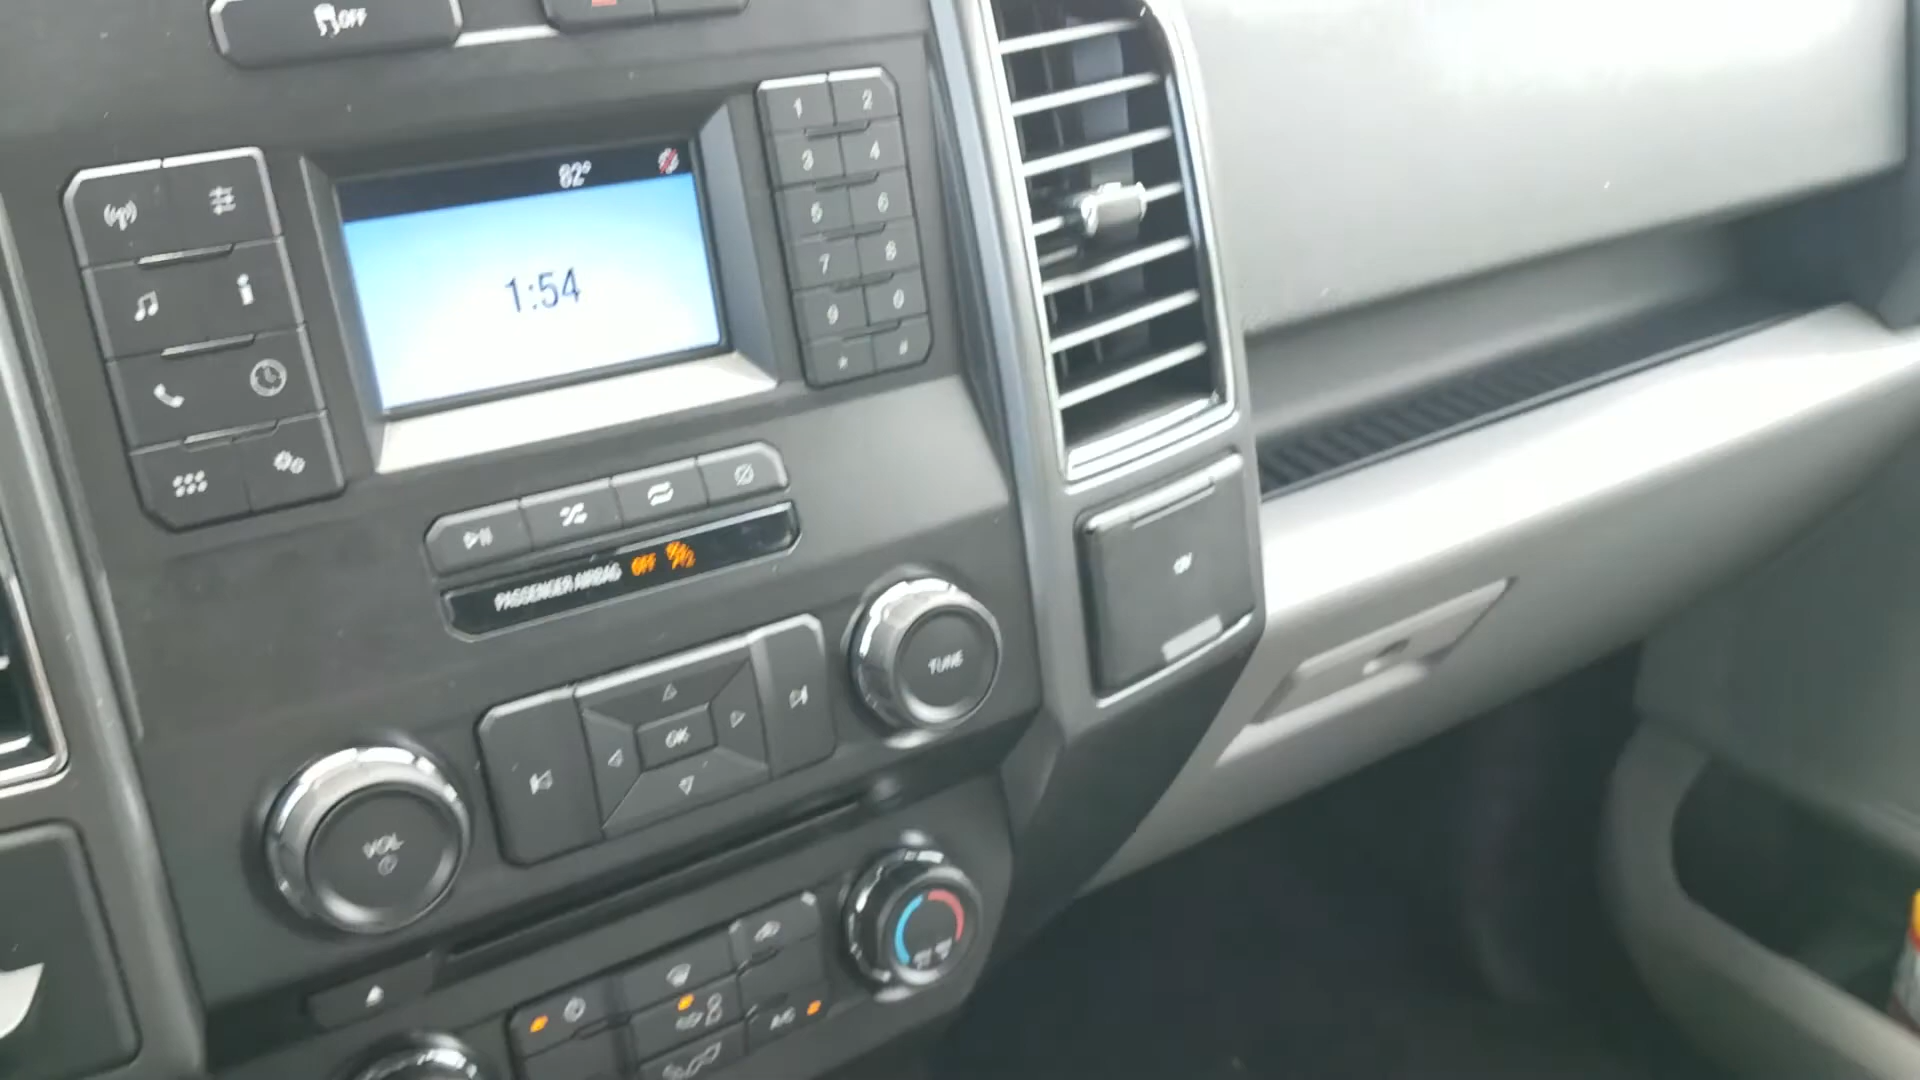 OFF
82°
1:54
1 2
3 4
5 6
7 8
9 0
* #
i
PASSENGER AIRBAG OFF
TUNE
OK
VOL
A/C